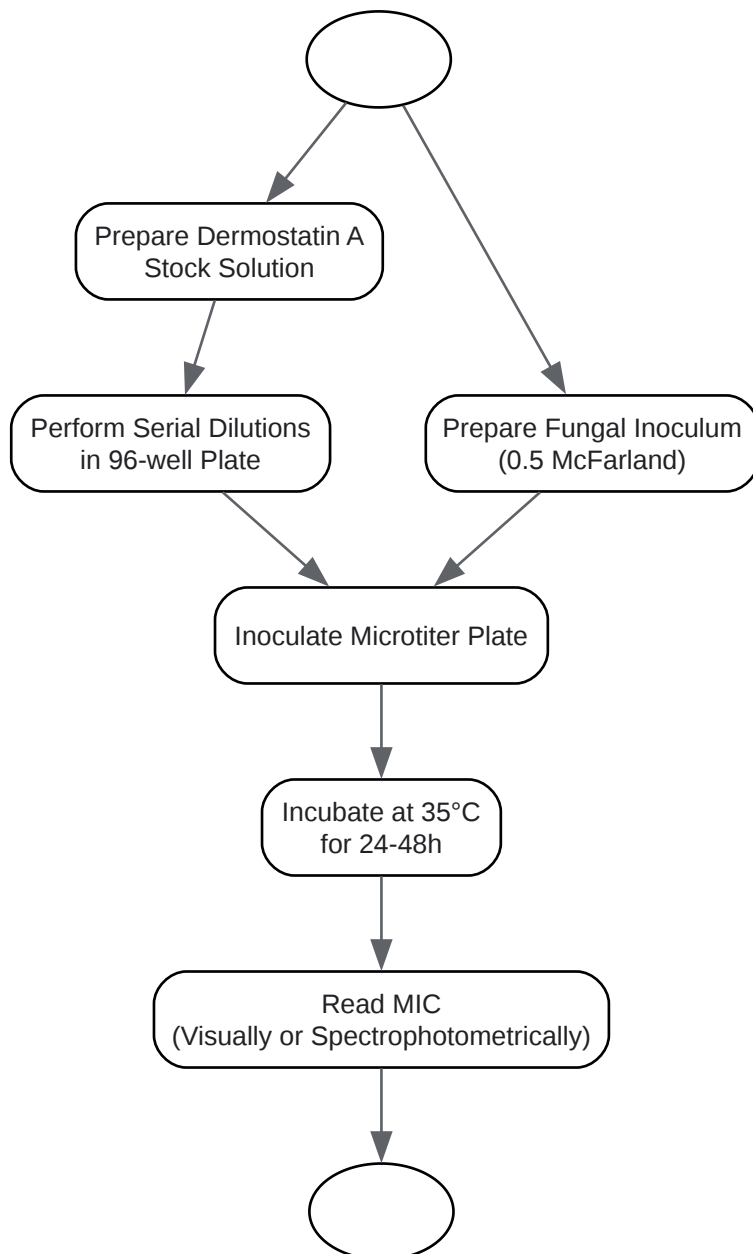 Prepare Dermostatin A
Stock Solution
Perform Serial Dilutions
in 96-well Plate
Prepare Fungal Inoculum
(0.5 McFarland)
Inoculate Microtiter Plate
Incubate at 35°C
for 24-48h
Read MIC
(Visually or Spectrophotometrically)